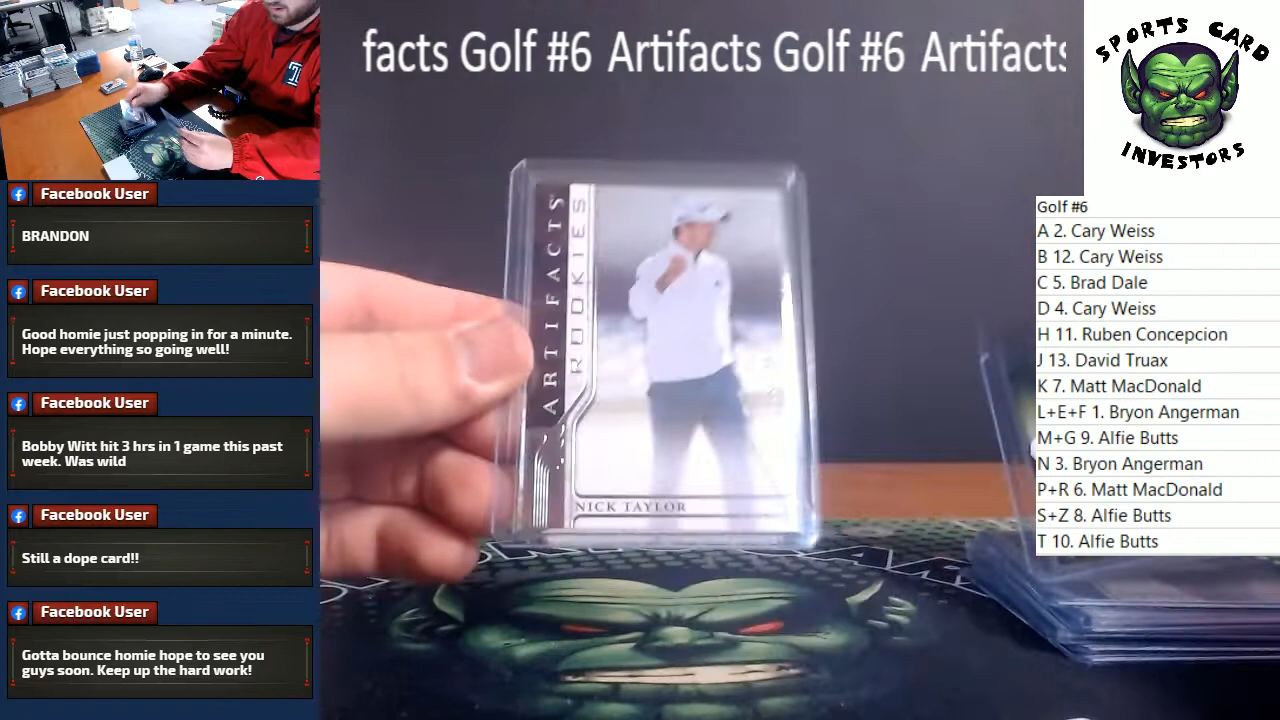 facts Golf #6 Artifacts Golf #6 Artifacts
SPORTS CARD
INVESTORS
Facebook User
BRANDON
Facebook User
Good homie just popping in for a minute.
Hope everything so going well!
Facebook User
Bobby Witt hit 3 hrs in 1 game this past
week. Was wild
Facebook User
Still a dope card!!
Facebook User
Gotta bounce homie hope to see you
guys soon. Keep up the hard work!
ARTIFACTS
ROOKIES
NICK TAYLOR
Golf #6
A 2. Cary Weiss
B 12. Cary Weiss
C 5. Brad Dale
D 4. Cary Weiss
H 11. Ruben Concepcion
J 13. David Truax
K 7. Matt MacDonald
L+E+F 1. Bryon Angerman
M+G 9. Alfie Butts
N 3. Bryon Angerman
P+R 6. Matt MacDonald
S+Z 8. Alfie Butts
T 10. Alfie Butts